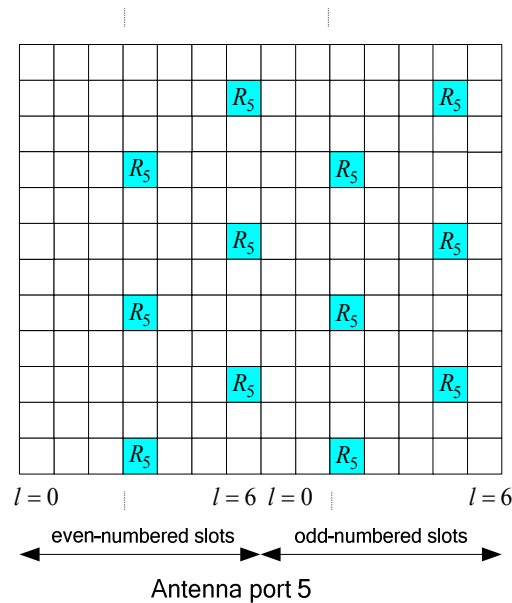 R5 R5
R5 R5
R5 R5
R5 R5
R5 R5
R5 R5
l = 0 l = 6 l = 0 l = 6
even-numbered slots odd-numbered slots
Antenna port 5